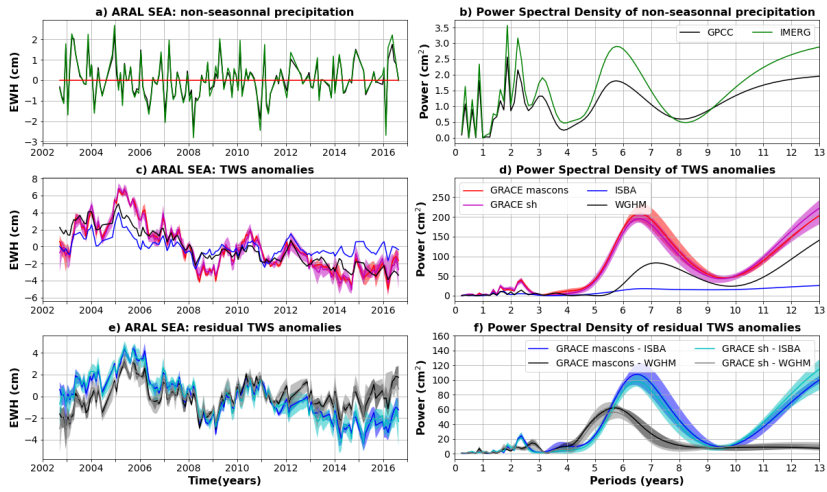 a) ARAL SEA: non-seasonnal precipitation
EWH (cm)
2
1
0
−1
−2
−3
2002 2004 2006 2008 2010 2012 2014 2016
b) Power Spectral Density of non-seasonnal precipitation
Power (cm²)
3.5
3.0
2.5
2.0
1.5
1.0
0.5
0.0
GPCC IMERG
0 1 2 3 4 5 6 7 8 9 10 11 12 13
c) ARAL SEA: TWS anomalies
EWH (cm)
8
6
4
2
0
−2
−4
−6
2002 2004 2006 2008 2010 2012 2014 2016
d) Power Spectral Density of TWS anomalies
Power (cm²)
250
200
150
100
50
0
GRACE mascons ISBA
GRACE sh WGHM
0 1 2 3 4 5 6 7 8 9 10 11 12 13
e) ARAL SEA: residual TWS anomalies
EWH (cm)
4
2
0
−2
−4
2002 2004 2006 2008 2010 2012 2014 2016
Time(years)
f) Power Spectral Density of residual TWS anomalies
Power (cm²)
160
140
120
100
80
60
40
20
0
GRACE mascons - ISBA GRACE sh - ISBA
GRACE mascons - WGHM GRACE sh - WGHM
0 1 2 3 4 5 6 7 8 9 10 11 12 13
Periods (years)